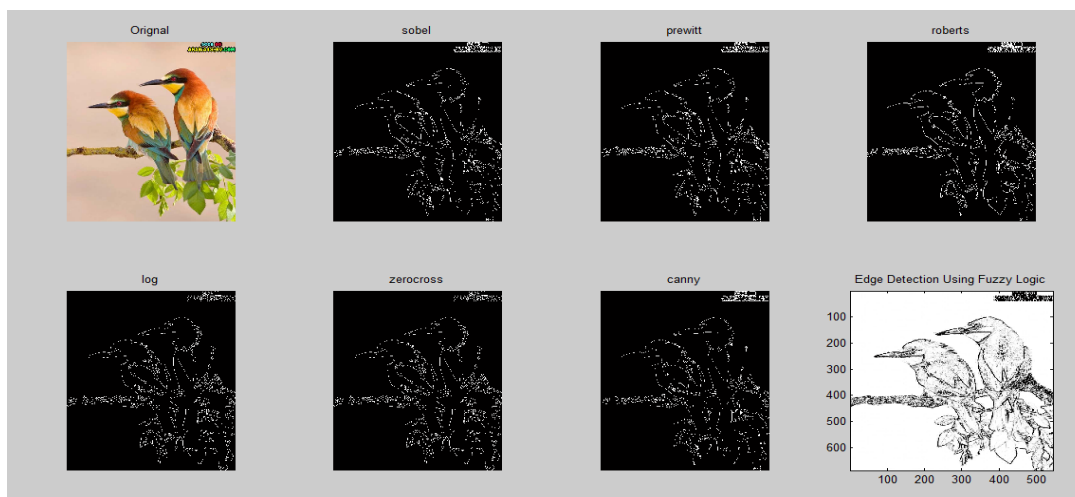 Orignal
sobel
prewitt
roberts
log
zerocross
canny
Edge Detection Using Fuzzy Logic
100
200
300
400
500
600
100 200 300 400 500